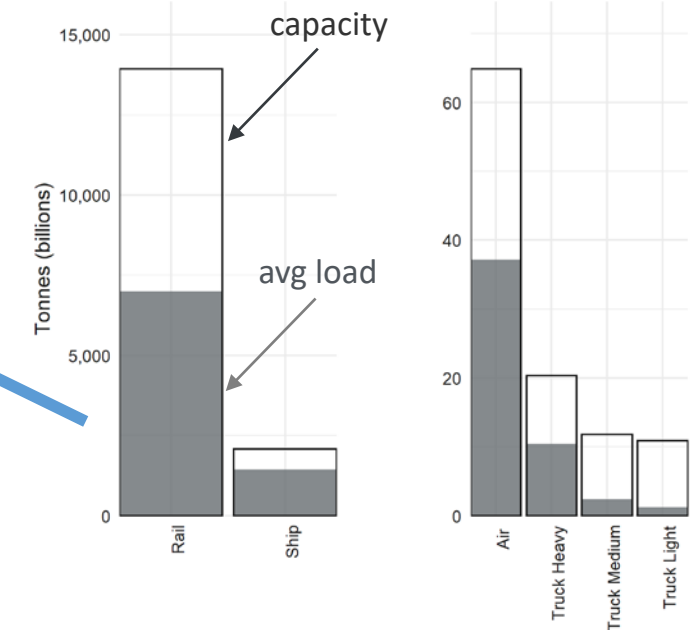 capacity
avg load
Tonnes (billions)
15,000
10,000
5,000
0
Rail
Ship
60
40
20
0
Air
Truck Heavy
Truck Medium
Truck Light